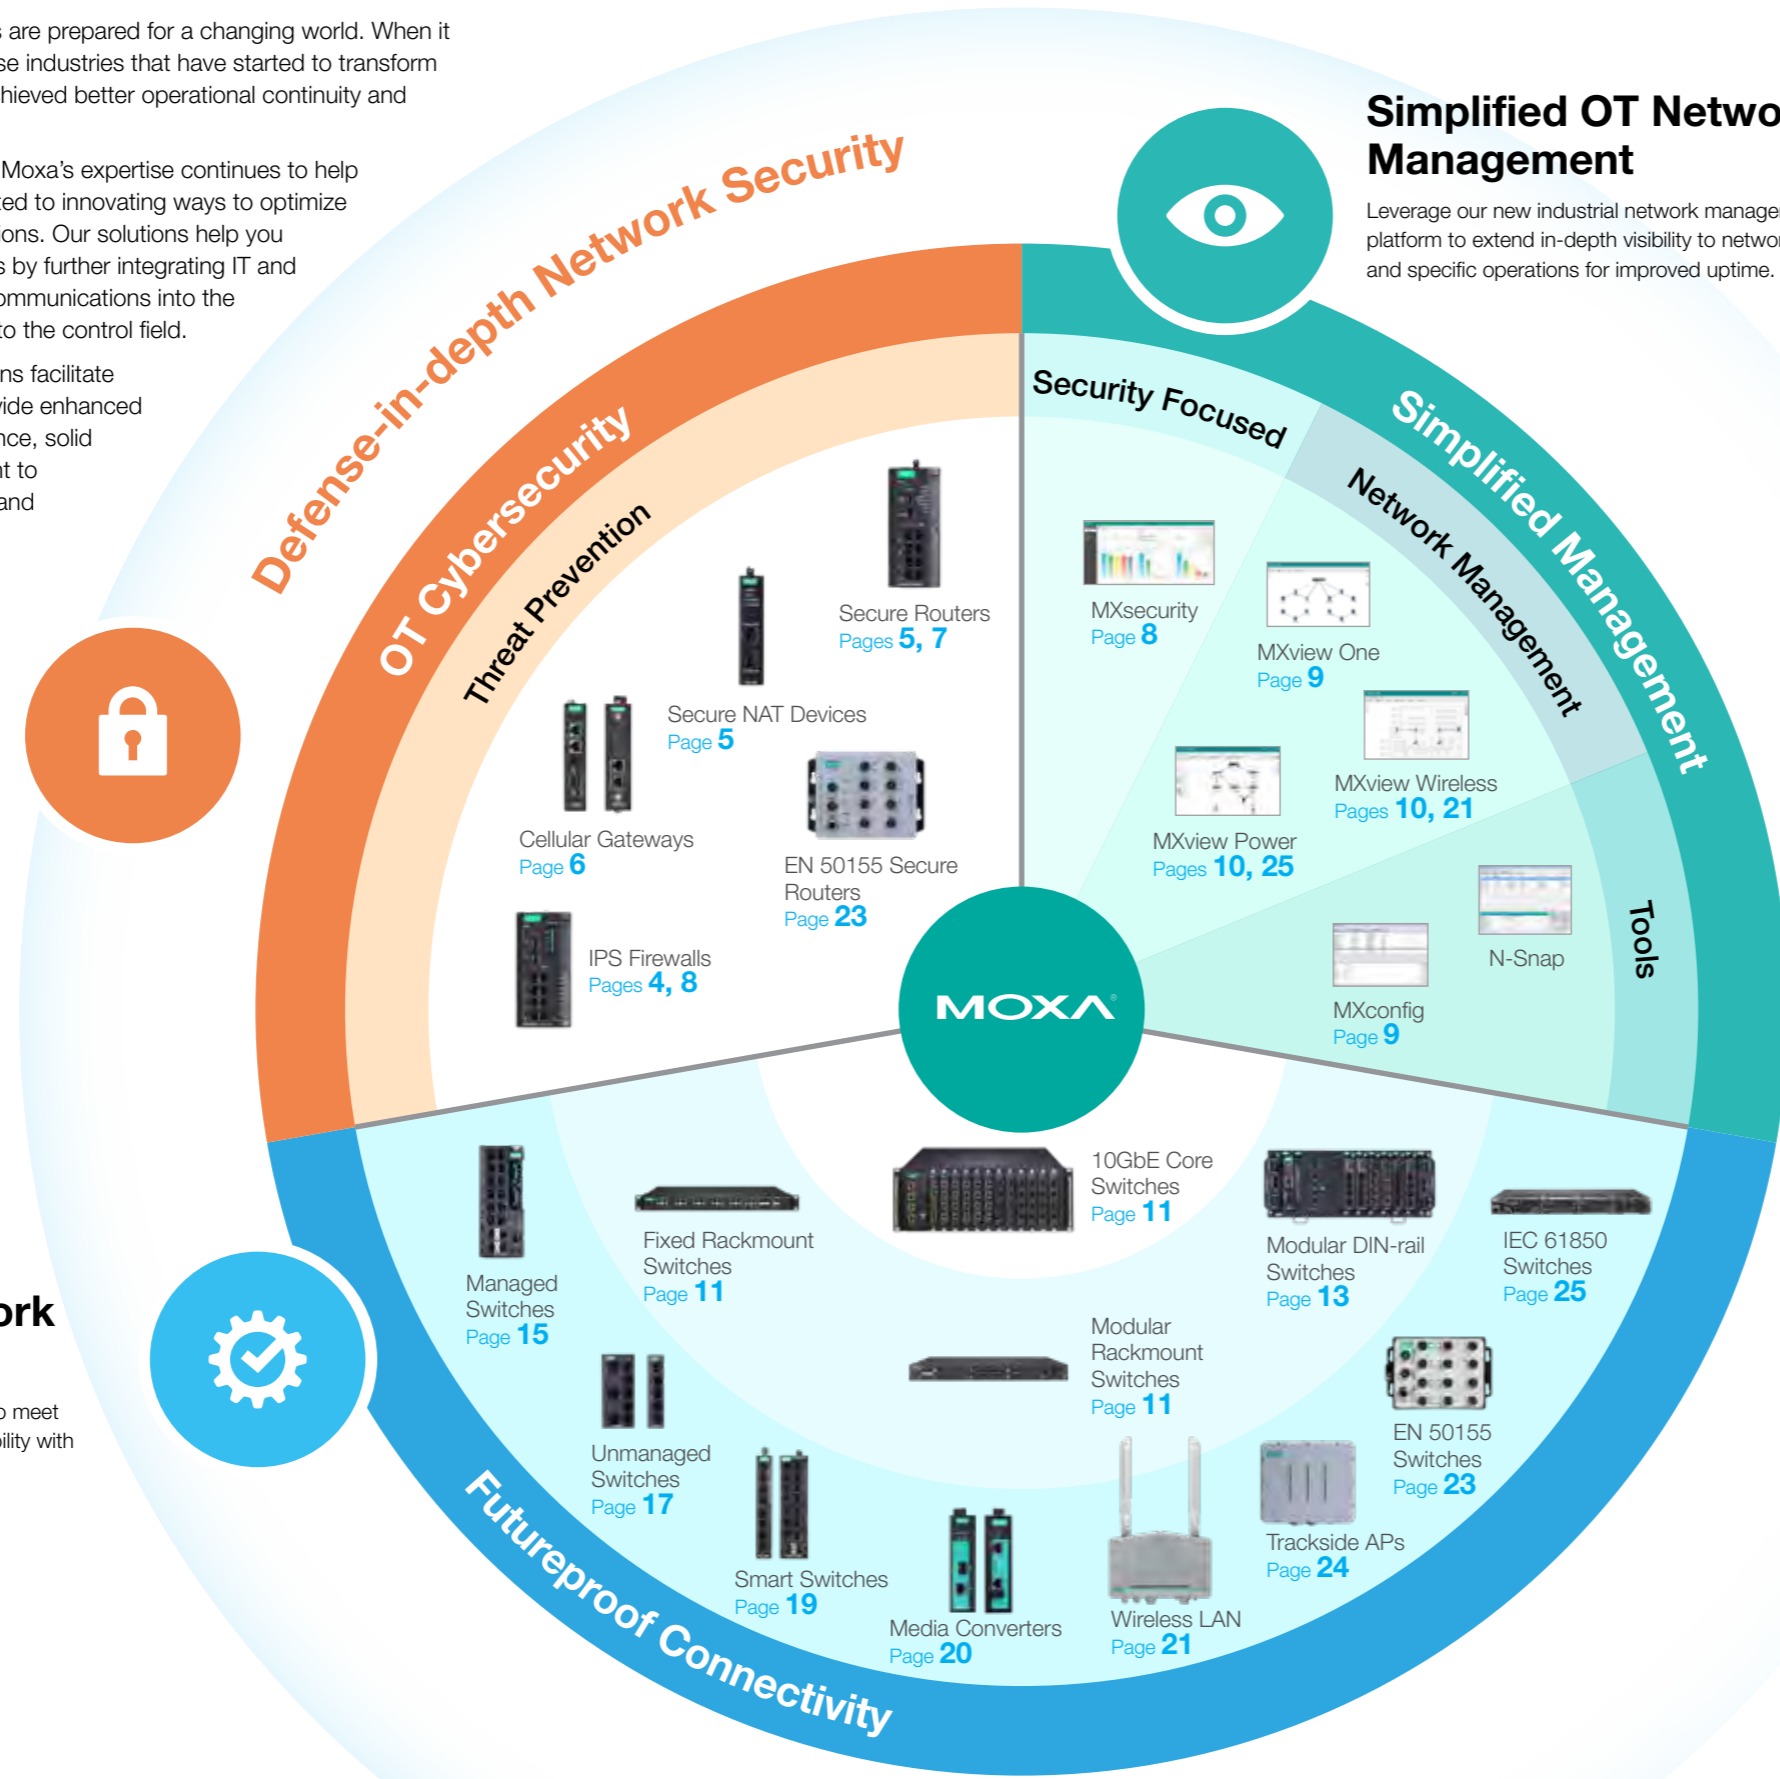 s are prepared for a changing world. When it
se industries that have started to transform
chieved better operational continuity and
Moxa's expertise continues to help
ted to innovating ways to optimize
ions. Our solutions help you
s by further integrating IT and
ommunications into the
to the control field.
ns facilitate
vide enhanced
nce, solid
nt to
and
Defense-in-depth Network Security
Simplified OT Netwo
Management
Leverage our new industrial network manage
platform to extend in-depth visibility to network
and specific operations for improved uptime.
OT Cybersecurity
Threat Prevention
Secure Routers
Pages 5, 7
Secure NAT Devices
Page 5
Cellular Gateways
Page 6
EN 50155 Secure
Routers
Page 23
IPS Firewalls
Pages 4, 8
Simplified Management
Security Focused
MXsecurity
Page 8
Network Management
MXview One
Page 9
MXview Wireless
Pages 10, 21
MXview Power
Pages 10, 25
Tools
N-Snap
MXconfig
Page 9
MOXA®
10GbE Core
Switches
Page 11
Fixed Rackmount
Switches
Page 11
Modular DIN-rail
Switches
Page 13
IEC 61850
Switches
Page 25
Managed
Switches
Page 15
Modular
Rackmount
Switches
Page 11
EN 50155
Switches
Page 23
Unmanaged
Switches
Page 17
Trackside APs
Page 24
Smart Switches
Page 19
Media Converters
Page 20
Wireless LAN
Page 21
Futureproof Connectivity
ork
o meet
bility with